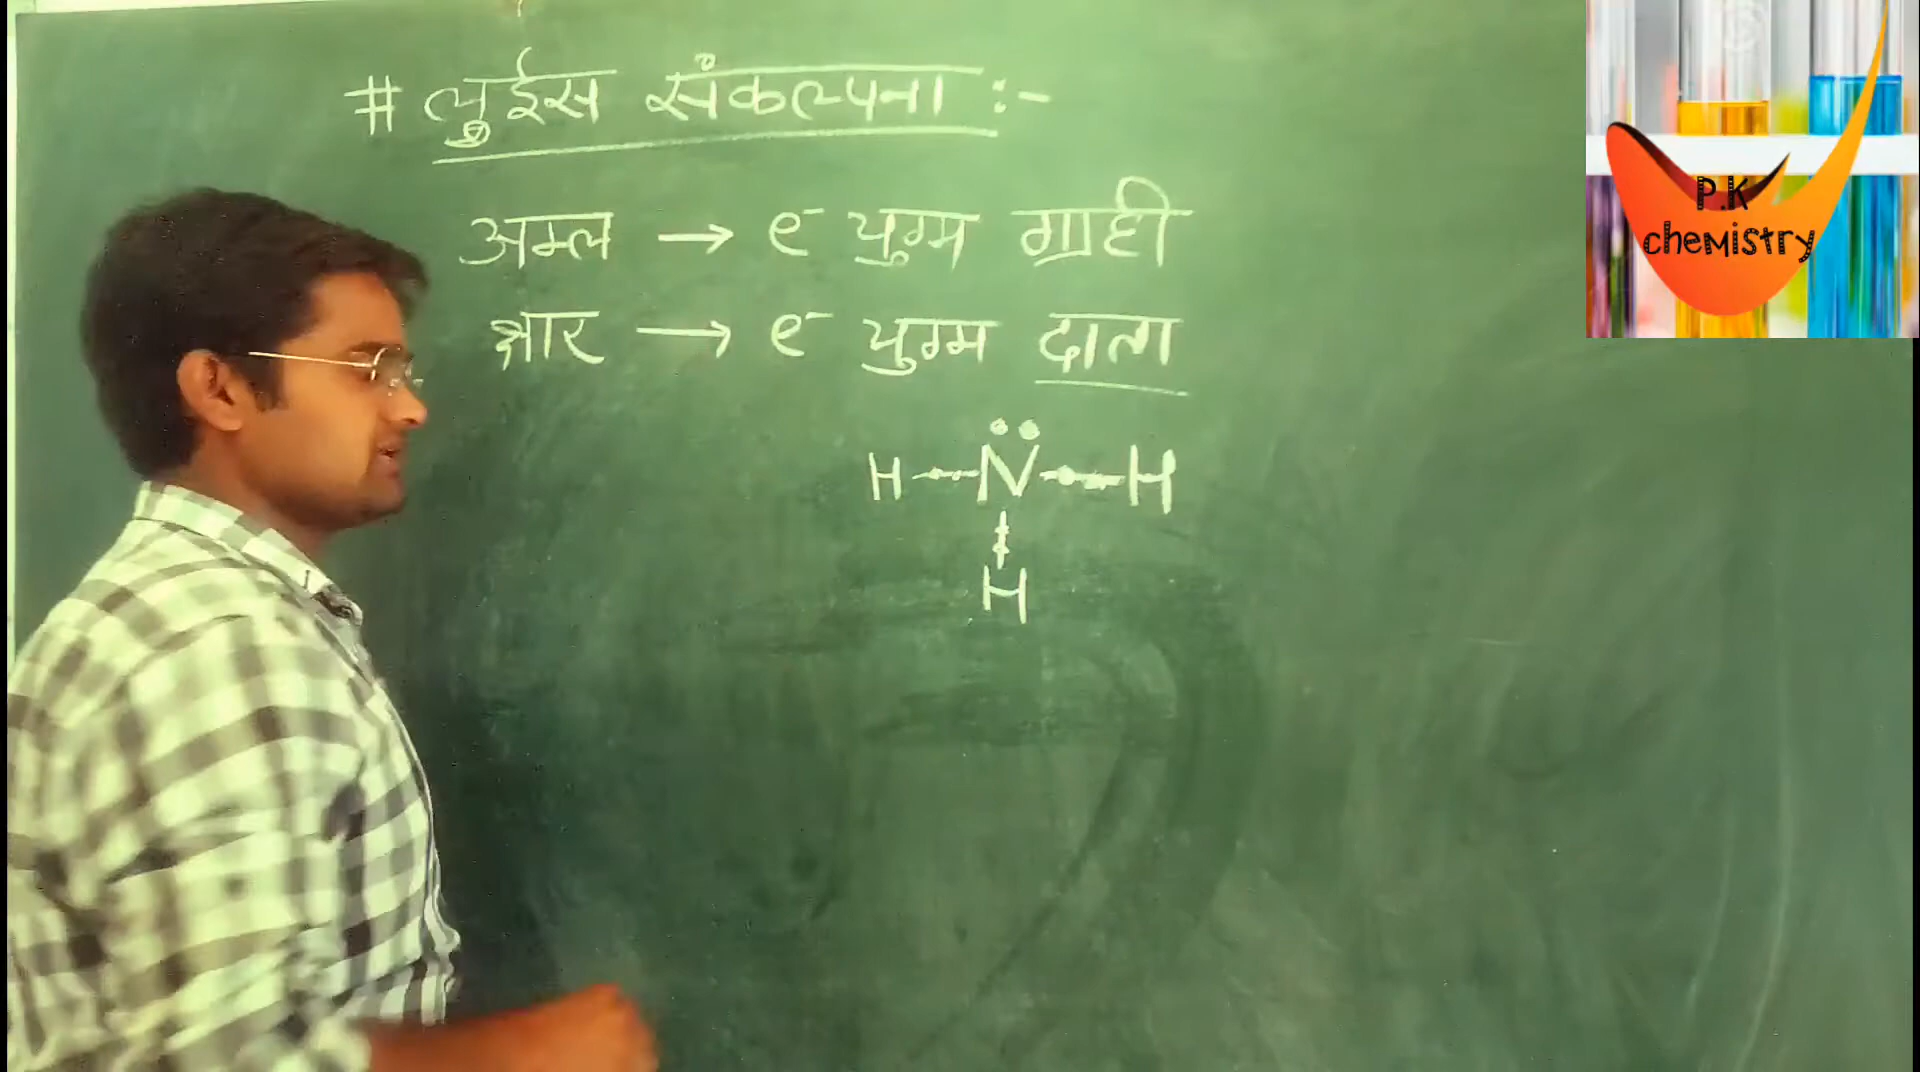 # लुईस संकल्पना :-
अम्ल → e⁻ युग्म ग्राही
क्षार → e⁻ युग्म दाता
H - N - H
H
P.K
chemistry